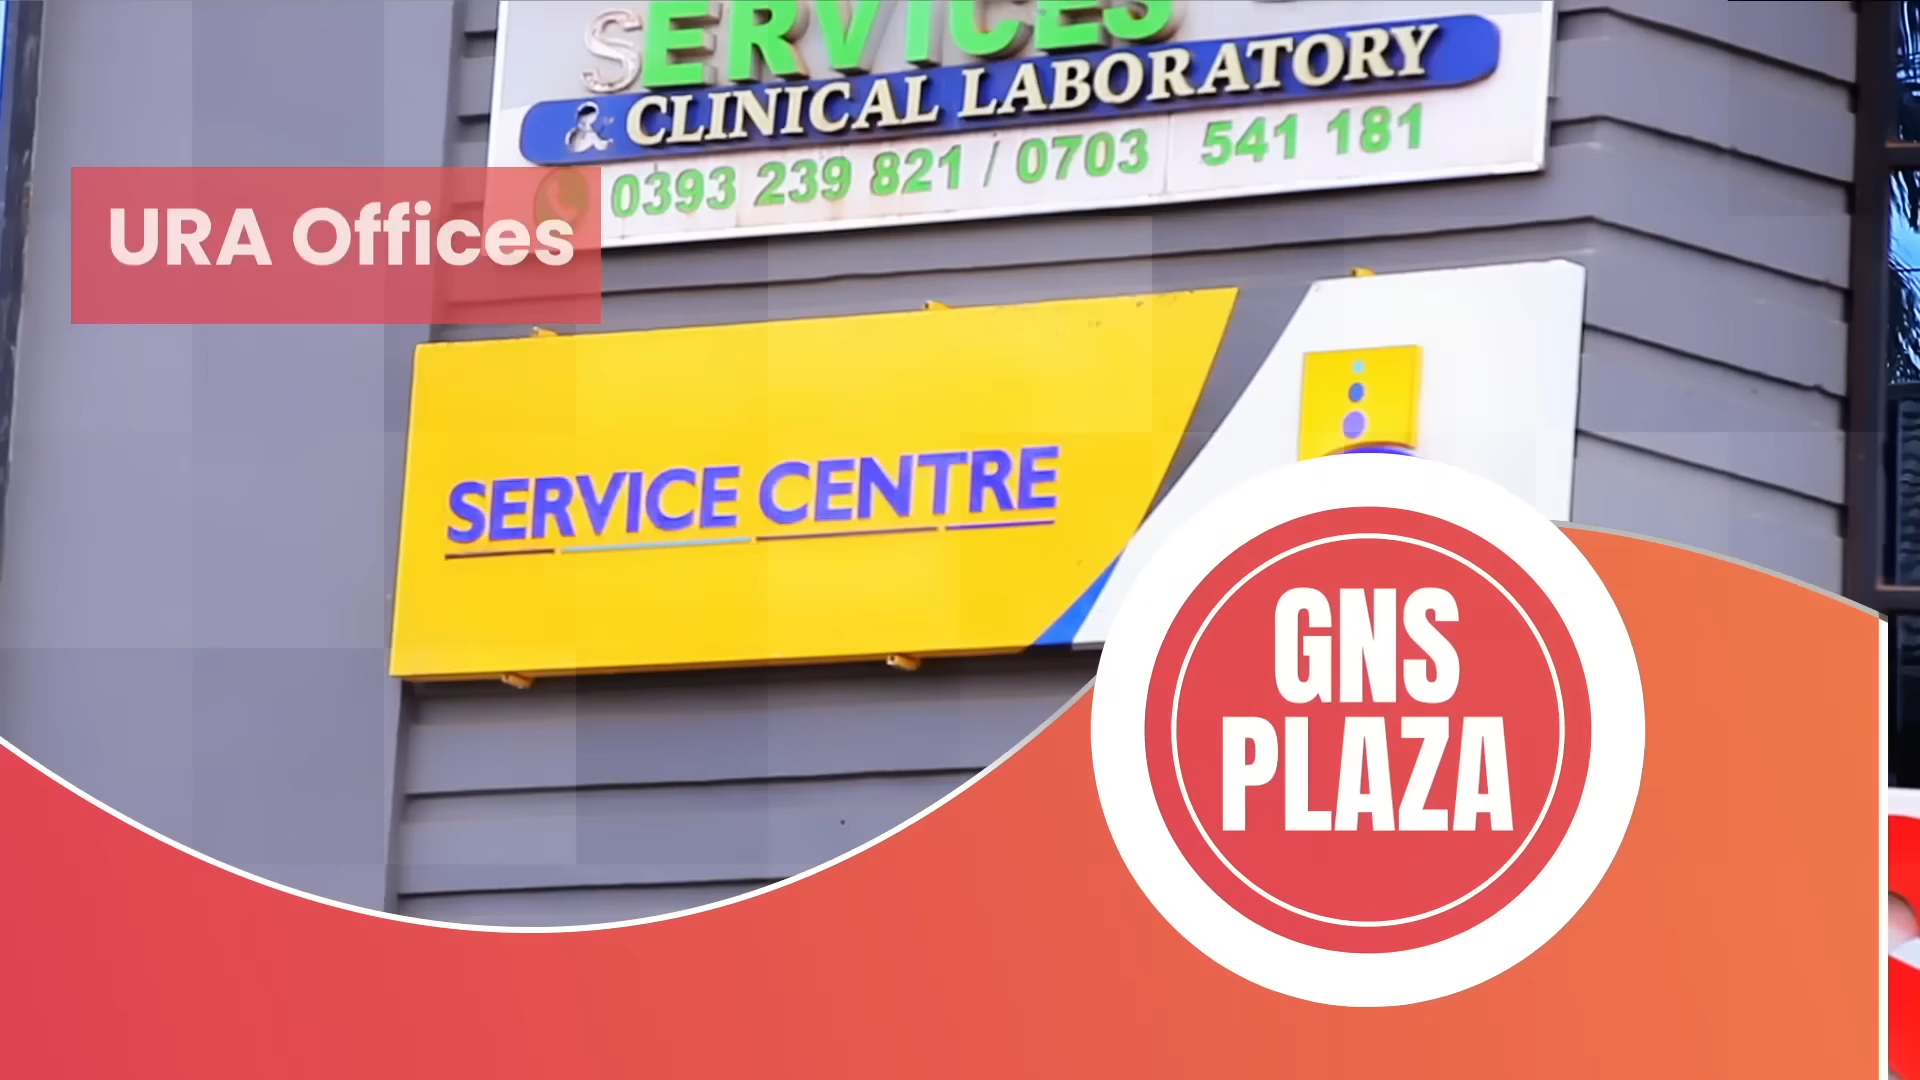 SERVICES
& CLINICAL LABORATORY
0393 239 821 / 0703 541 181
URA Offices
SERVICE CENTRE
GNS
PLAZA